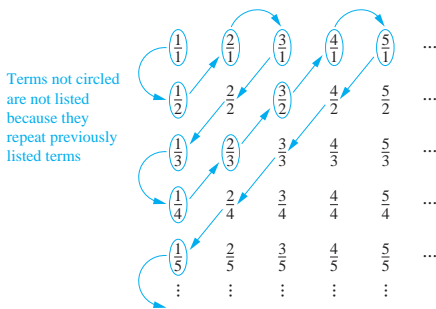 1/1 2/1 3/1 4/1 5/1 ...
Terms not circled
are not listed
because they
repeat previously
listed terms
1/2 2/2 3/2 4/2 5/2 ...
1/3 2/3 3/3 4/3 5/3 ...
1/4 2/4 3/4 4/4 5/4 ...
1/5 2/5 3/5 4/5 5/5 ...
⋮ ⋮ ⋮ ⋮ ⋮